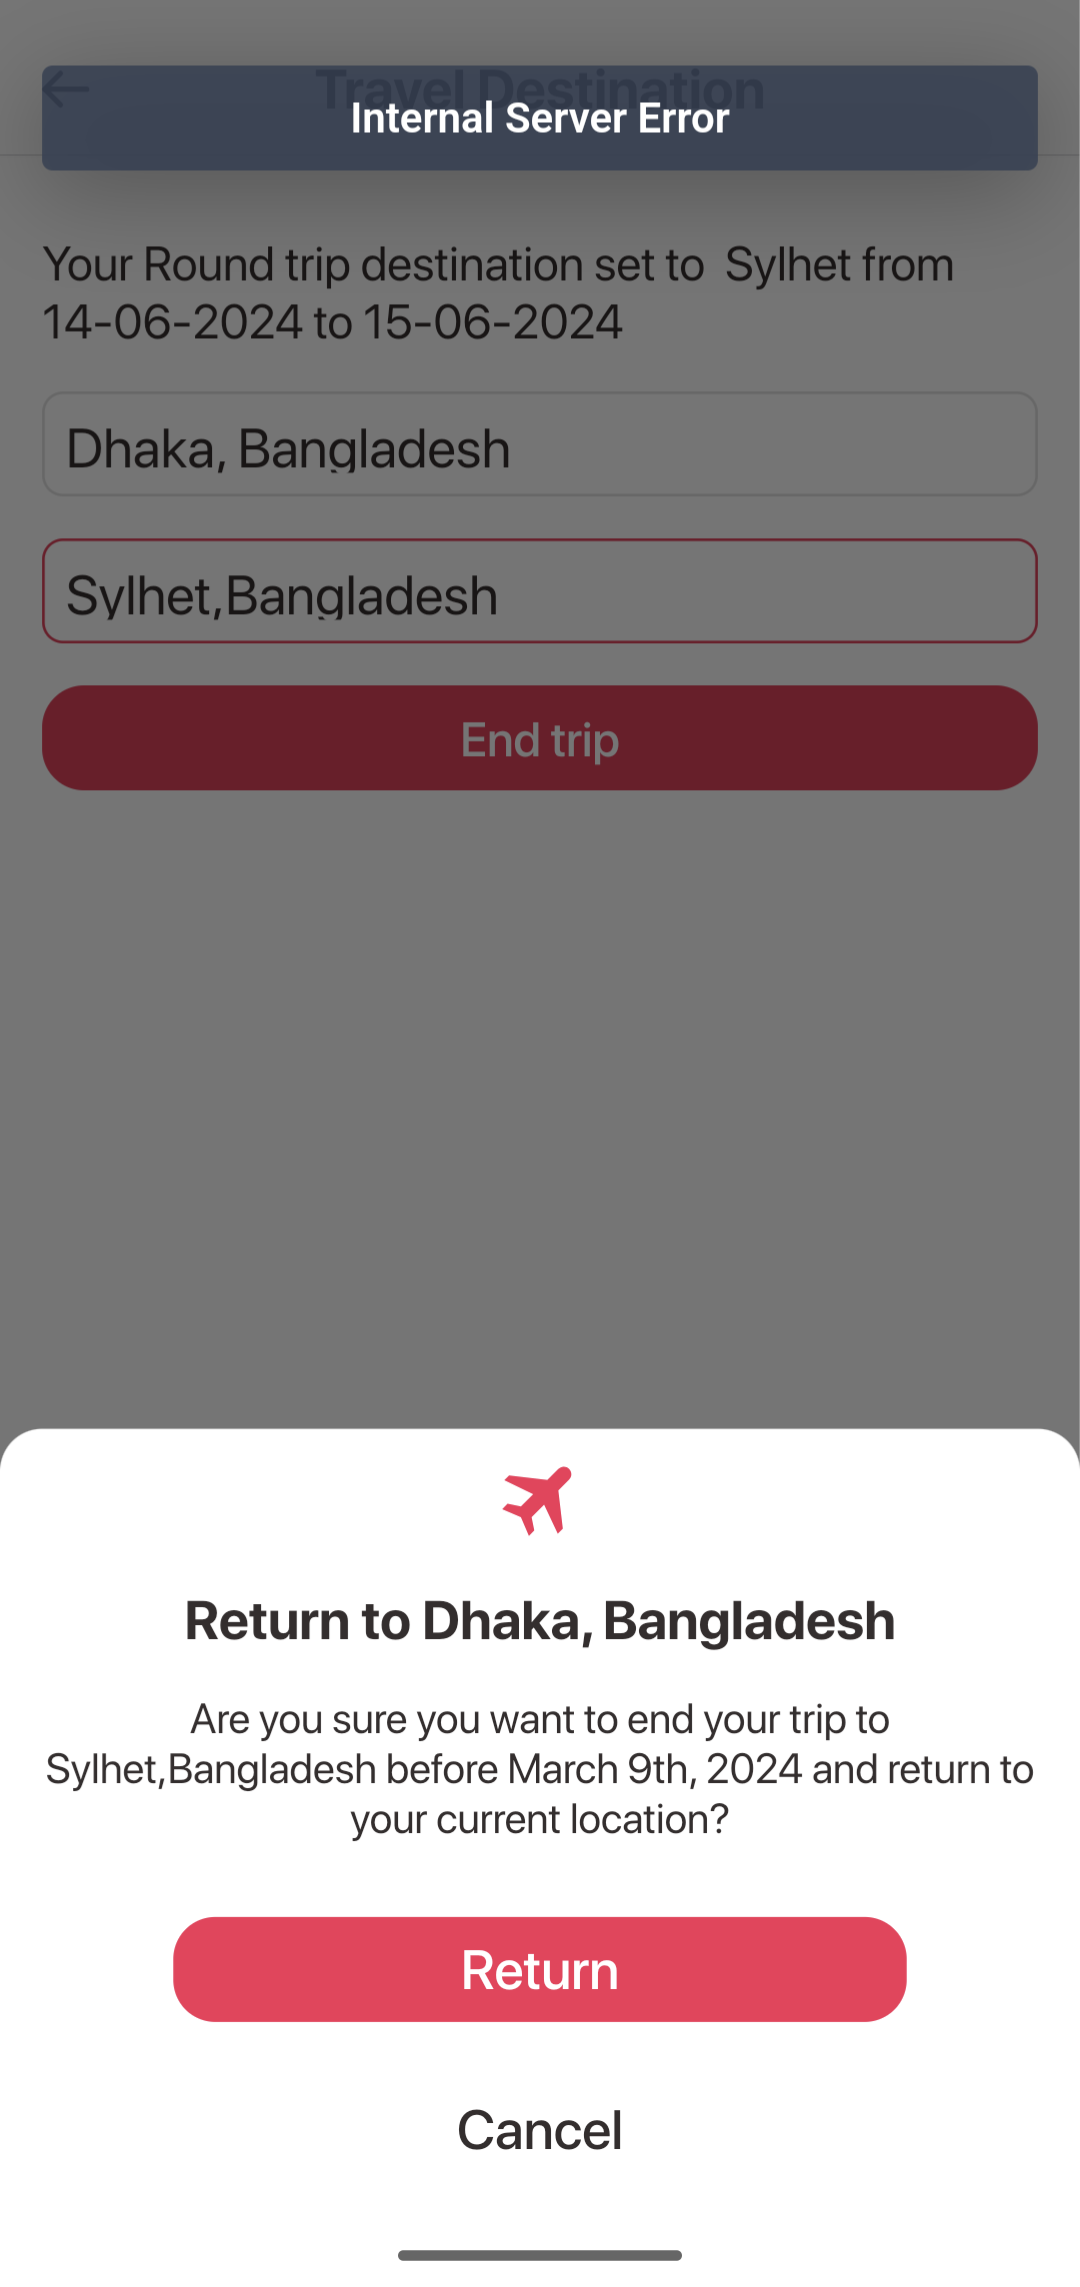 Travel Destination
Internal Server Error
Your Round trip destination set to  Sylhet from
14-06-2024 to 15-06-2024
Dhaka, Bangladesh
Sylhet,Bangladesh
End trip
Return to Dhaka, Bangladesh
Are you sure you want to end your trip to
Sylhet,Bangladesh before March 9th, 2024 and return to
your current location?
Return
Cancel